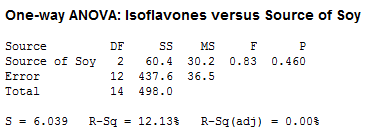 One-way ANOVA: Isoflavones versus Source of Soy
Source DF SS MS F P
Source of Soy 2 60.4 30.2 0.83 0.460
Error 12 437.6 36.5
Total 14 498.0
S = 6.039 R-Sq = 12.13% R-Sq(adj) = 0.00%